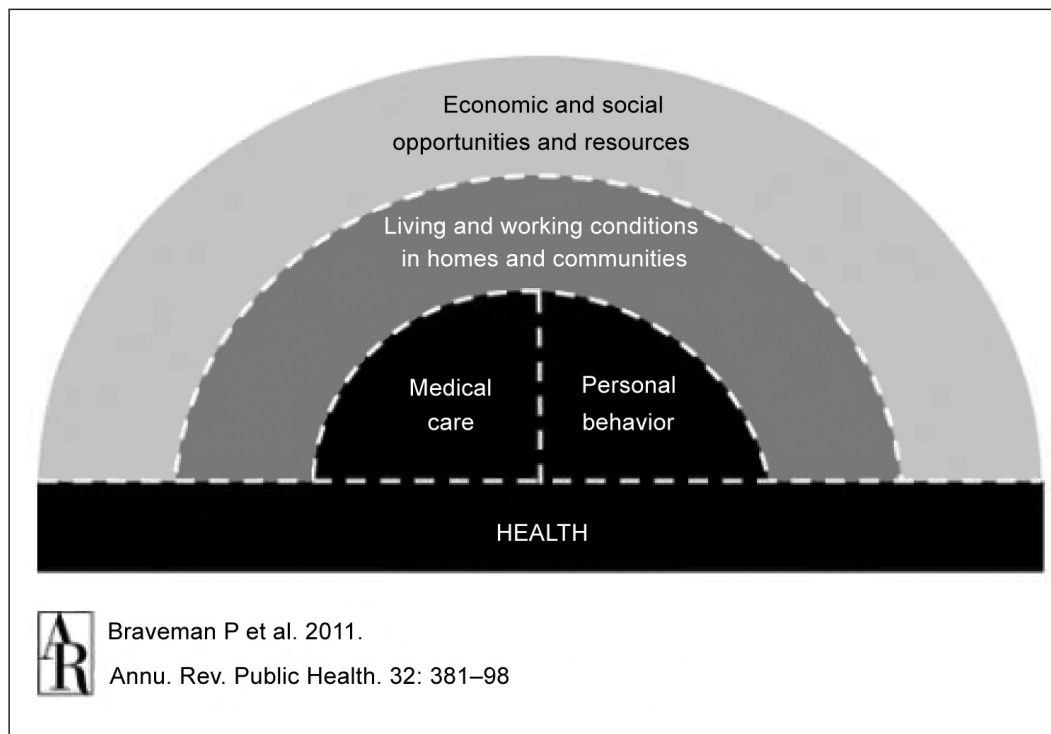 Economic and social
opportunities and resources
Living and working conditions
in homes and communities
Medical
care
Personal
behavior
HEALTH
AR
Braveman P et al. 2011.
Annu. Rev. Public Health. 32: 381–98